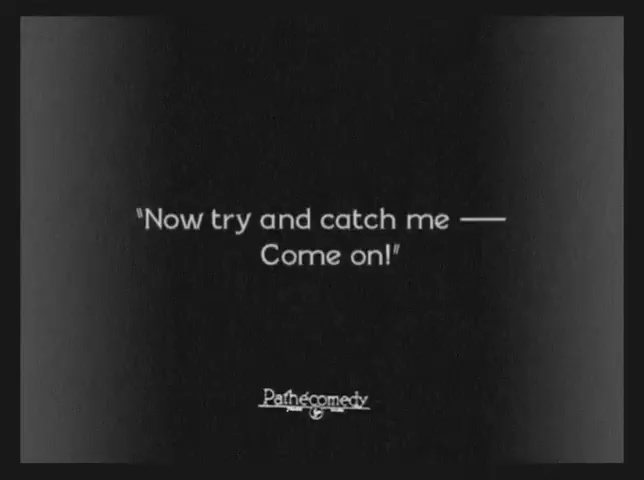 "Now try and catch me —
Come on!"
Pathécomedy